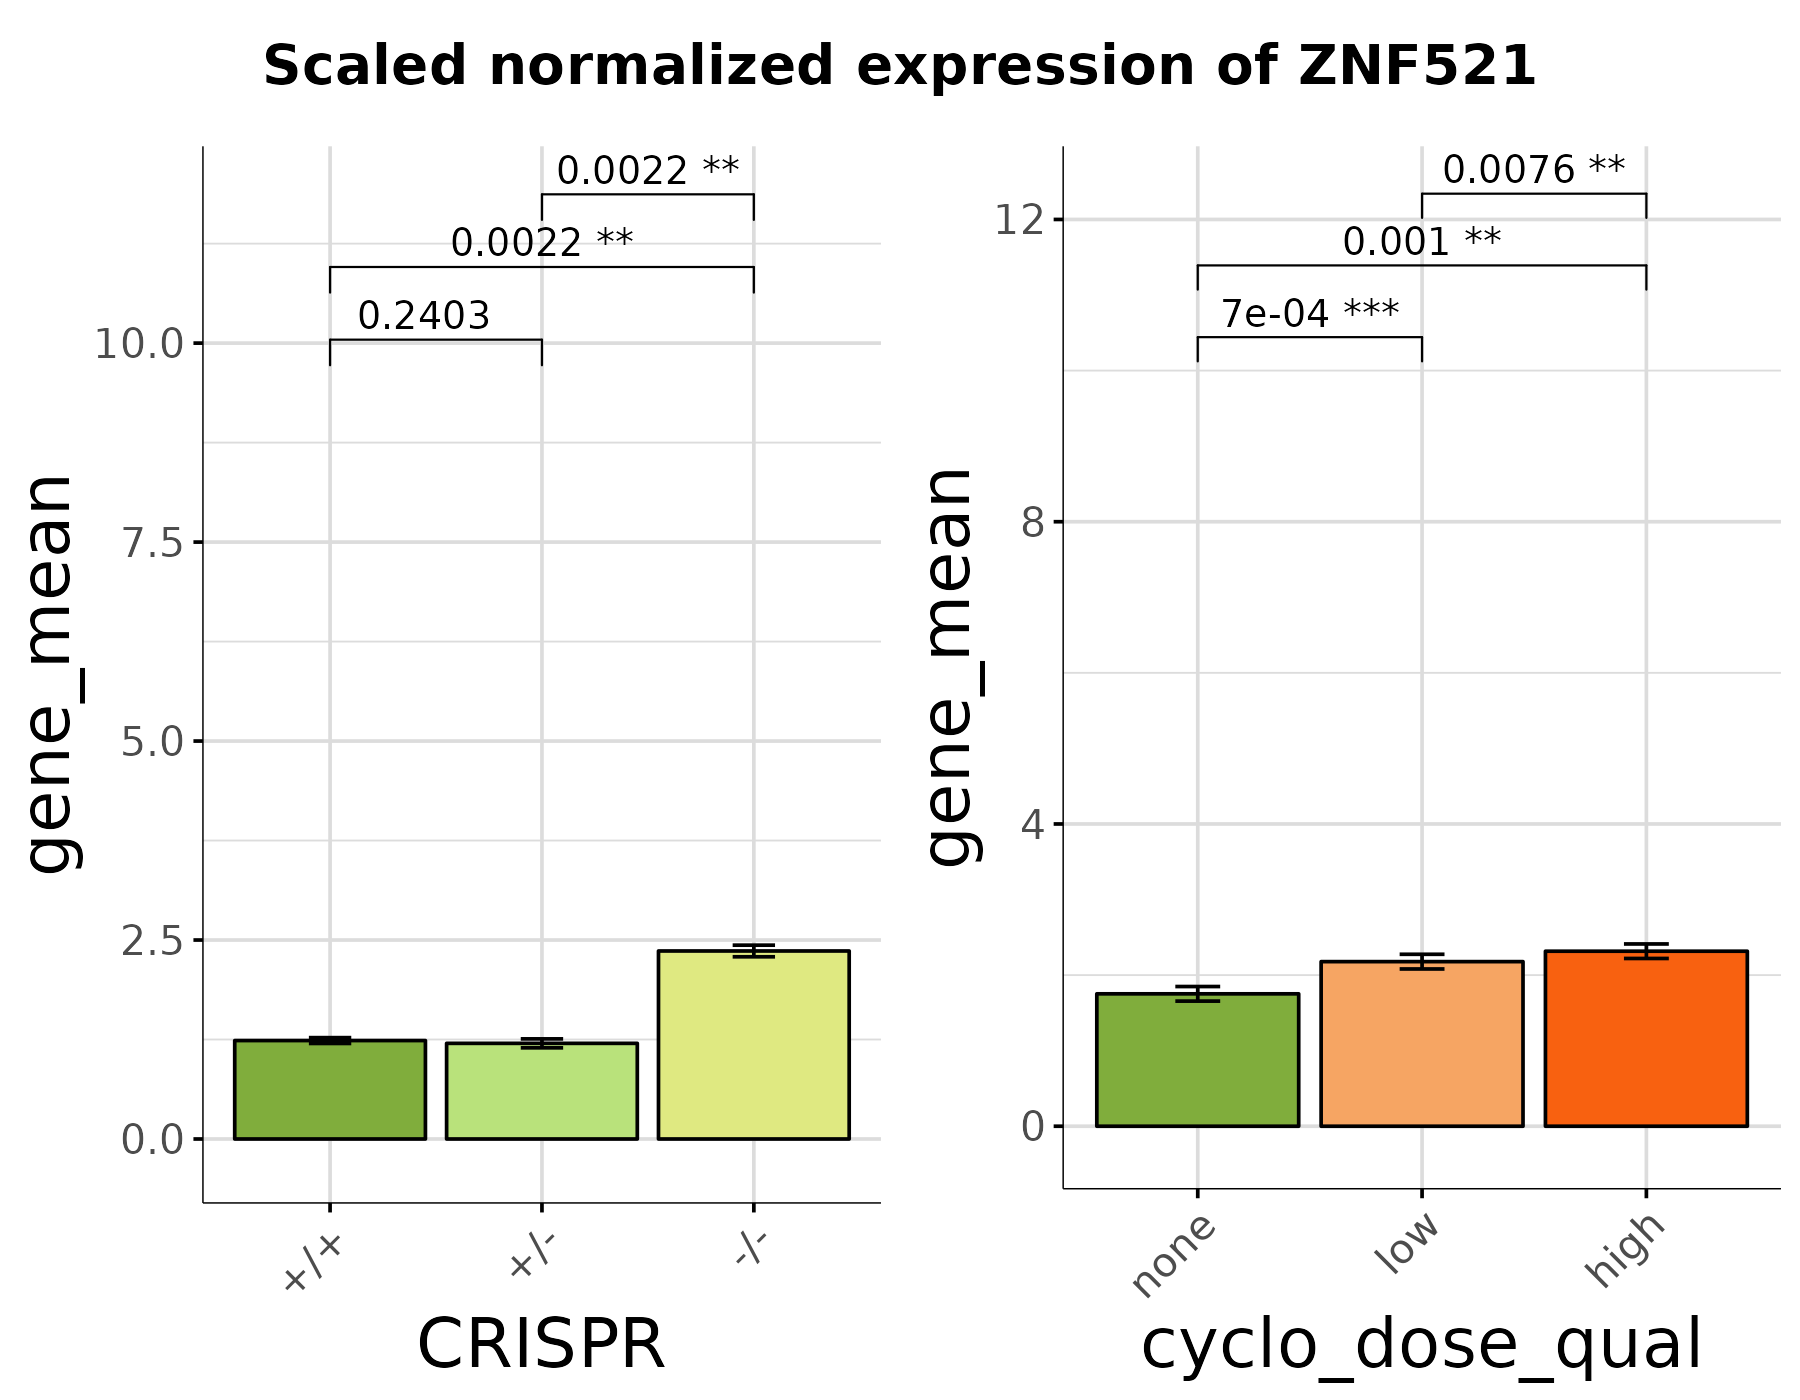 Scaled normalized expression of ZNF521
gene_mean
10.0
7.5
5.0
2.5
0.0
0.0022 **
0.0022 **
0.2403
+/+
+/-
-/-
CRISPR
gene_mean
12
8
4
0
0.0076 **
0.001 **
7e-04 ***
none
low
high
cyclo_dose_qual